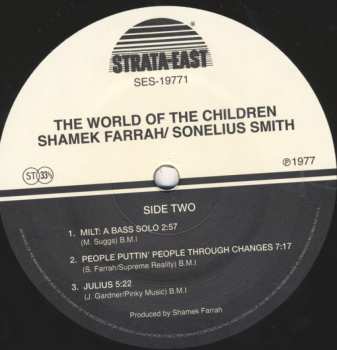 STRATA-EAST
SES-19771
THE WORLD OF THE CHILDREN
SHAMEK FARRAH/ SONELIUS SMITH
ST 33⅓
℗1977
SIDE TWO
1. MILT: A BASS SOLO 2:57
(M. Suggs) B.M.I
2. PEOPLE PUTTIN' PEOPLE THROUGH CHANGES 7:17
(S. Farrah/Supreme Reality) B.M.I)
3. JULIUS 5:22
(J. Gardner/Pinky Music) B.M.I
Produced by Shamek Farrah